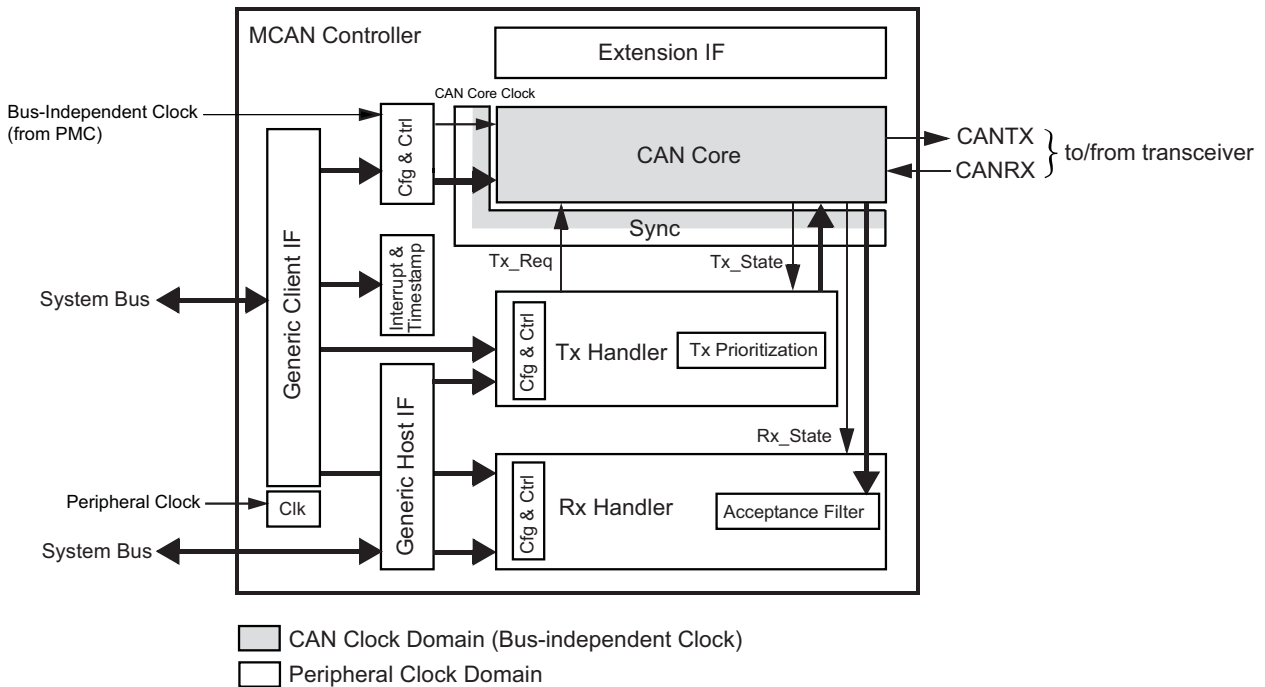 MCAN Controller
Extension IF
Bus-Independent Clock
(from PMC)
CAN Core Clock
Cfg & Ctrl
CAN Core
CANTX
CANRX
} to/from transceiver
Sync
Tx_Req
Tx_State
Generic Client IF
Interrupt &
Timestamp
System Bus
Cfg & Ctrl
Tx Handler
Tx Prioritization
Generic Host IF
Rx_State
Peripheral Clock
Clk
Cfg & Ctrl
Rx Handler
Acceptance Filter
System Bus
CAN Clock Domain (Bus-independent Clock)
Peripheral Clock Domain